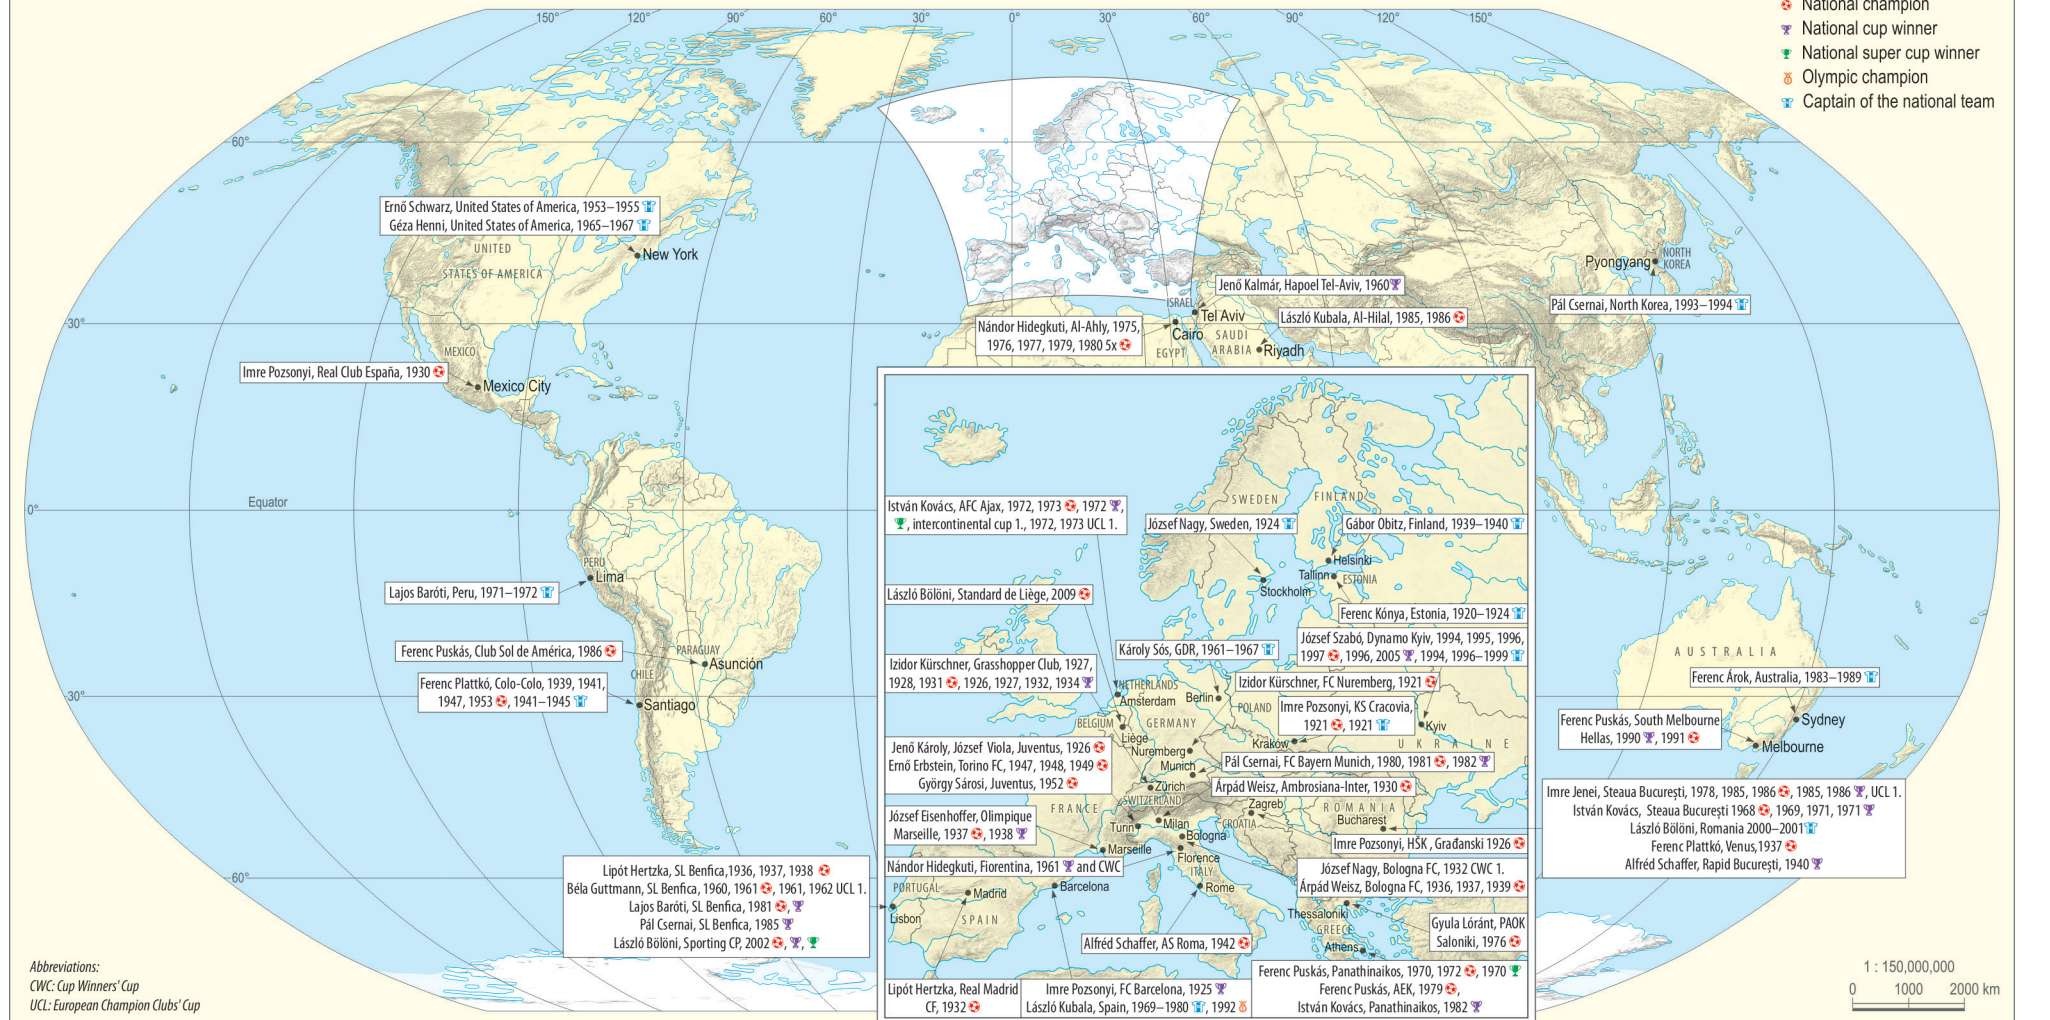 150°
120°
90°
60°
30°
0°
30°
60°
90°
120°
150°
National champion
National cup winner
National super cup winner
Olympic champion
Captain of the national team
60°
Ernő Schwarz, United States of America, 1953–1955
Géza Henni, United States of America, 1965–1967
UNITED
STATES OF AMERICA
New York
Pyongyang
NORTH
KOREA
Pál Csernai, North Korea, 1993–1994
Jenő Kalmár, Hapoel Tel-Aviv, 1960
ISRAEL
Tel Aviv
László Kubala, Al-Hilal, 1985, 1986
Nándor Hidegkuti, Al-Ahly, 1975,
1976, 1977, 1979, 1980 5x
Cairo
EGYPT
SAUDI
ARABIA
Riyadh
30°
MEXICO
Imre Pozsonyi, Real Club España, 1930
Mexico City
Equator
0°
PERU
Lima
Lajos Baróti, Peru, 1971–1972
Ferenc Puskás, Club Sol de América, 1986
PARAGUAY
Asunción
Ferenc Plattkó, Colo-Colo, 1939, 1941,
1947, 1953, 1941–1945
CHILE
Santiago
30°
István Kovács, AFC Ajax, 1972, 1973, 1972,
, intercontinental cup 1., 1972, 1973 UCL 1.
SWEDEN
FINLAND
József Nagy, Sweden, 1924
Gábor Obitz, Finland, 1939–1940
Helsinki
Tallinn
ESTONIA
Stockholm
László Bölöni, Standard de Liège, 2009
Ferenc Kónya, Estonia, 1920–1924
Károly Sós, GDR, 1961–1967
József Szabó, Dynamo Kyiv, 1994, 1995, 1996,
1997, 1996, 2005, 1994, 1996–1999
Izidor Kürschner, Grasshopper Club, 1927,
1928, 1931, 1926, 1927, 1932, 1934
Izidor Kürschner, FC Nuremberg, 1921
NETHERLANDS
Amsterdam
Berlin
POLAND
Imre Pozsonyi, KS Cracovia,
1921, 1921
Kyiv
BELGIUM
Liège
GERMANY
Nuremberg
Kraków
UKRAINE
Jenő Károly, József Viola, Juventus, 1926
Ernő Erbstein, Torino FC, 1947, 1948, 1949
György Sárosi, Juventus, 1952
Munich
Pál Csernai, FC Bayern Munich, 1980, 1981, 1982
Zürich
SWITZERLAND
Árpád Weisz, Ambrosiana-Inter, 1930
FRANCE
József Eisenhoffer, Olimpique
Marseille, 1937, 1938
Turin
Milan
Zagreb
CROATIA
ROMANIA
Bucharest
Bologna
Imre Pozsonyi, HŠK, Građanski 1926
Marseille
Florence
ITALY
Nándor Hidegkuti, Fiorentina, 1961 and CWC
József Nagy, Bologna FC, 1932 CWC 1.
Árpád Weisz, Bologna FC, 1936, 1937, 1939
PORTUGAL
Lisbon
Madrid
SPAIN
Barcelona
Rome
Thessaloniki
GREECE
Athens
Gyula Lóránt, PAOK
Saloniki, 1976
Alfréd Schaffer, AS Roma, 1942
Lipót Hertzka, Real Madrid
CF, 1932
Imre Pozsonyi, FC Barcelona, 1925
László Kubala, Spain, 1969–1980, 1992
Ferenc Puskás, Panathinaikos, 1970, 1972, 1970
Ferenc Puskás, AEK, 1979,
István Kovács, Panathinaikos, 1982
AUSTRALIA
Ferenc Árok, Australia, 1983–1989
Sydney
Ferenc Puskás, South Melbourne
Hellas, 1990, 1991
Melbourne
Imre Jenei, Steaua București, 1978, 1985, 1986, 1985, 1986, UCL 1.
István Kovács, Steaua București 1968, 1969, 1971, 1971
László Bölöni, Romania 2000–2001
Ferenc Plattkó, Venus,1937
Alfréd Schaffer, Rapid București, 1940
60°
Lipót Hertzka, SL Benfica,1936, 1937, 1938
Béla Guttmann, SL Benfica, 1960, 1961, 1961, 1962 UCL 1.
Lajos Baróti, SL Benfica, 1981,
Pál Csernai, SL Benfica, 1985
László Bölöni, Sporting CP, 2002, ,
Abbreviations:
CWC: Cup Winners' Cup
UCL: European Champion Clubs' Cup
1 : 150,000,000
0 1000 2000 km